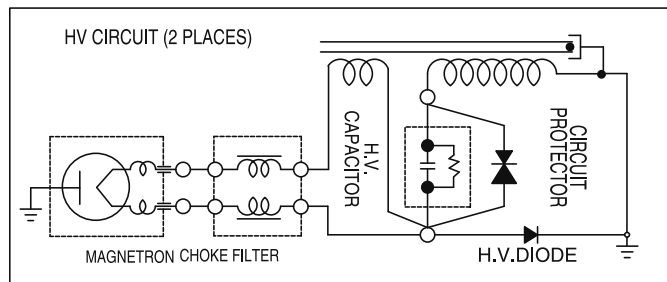 HV CIRCUIT (2 PLACES)
H.V.
CAPACITOR
CIRCUIT
PROTECTOR
MAGNETRON CHOKE FILTER
H.V.DIODE